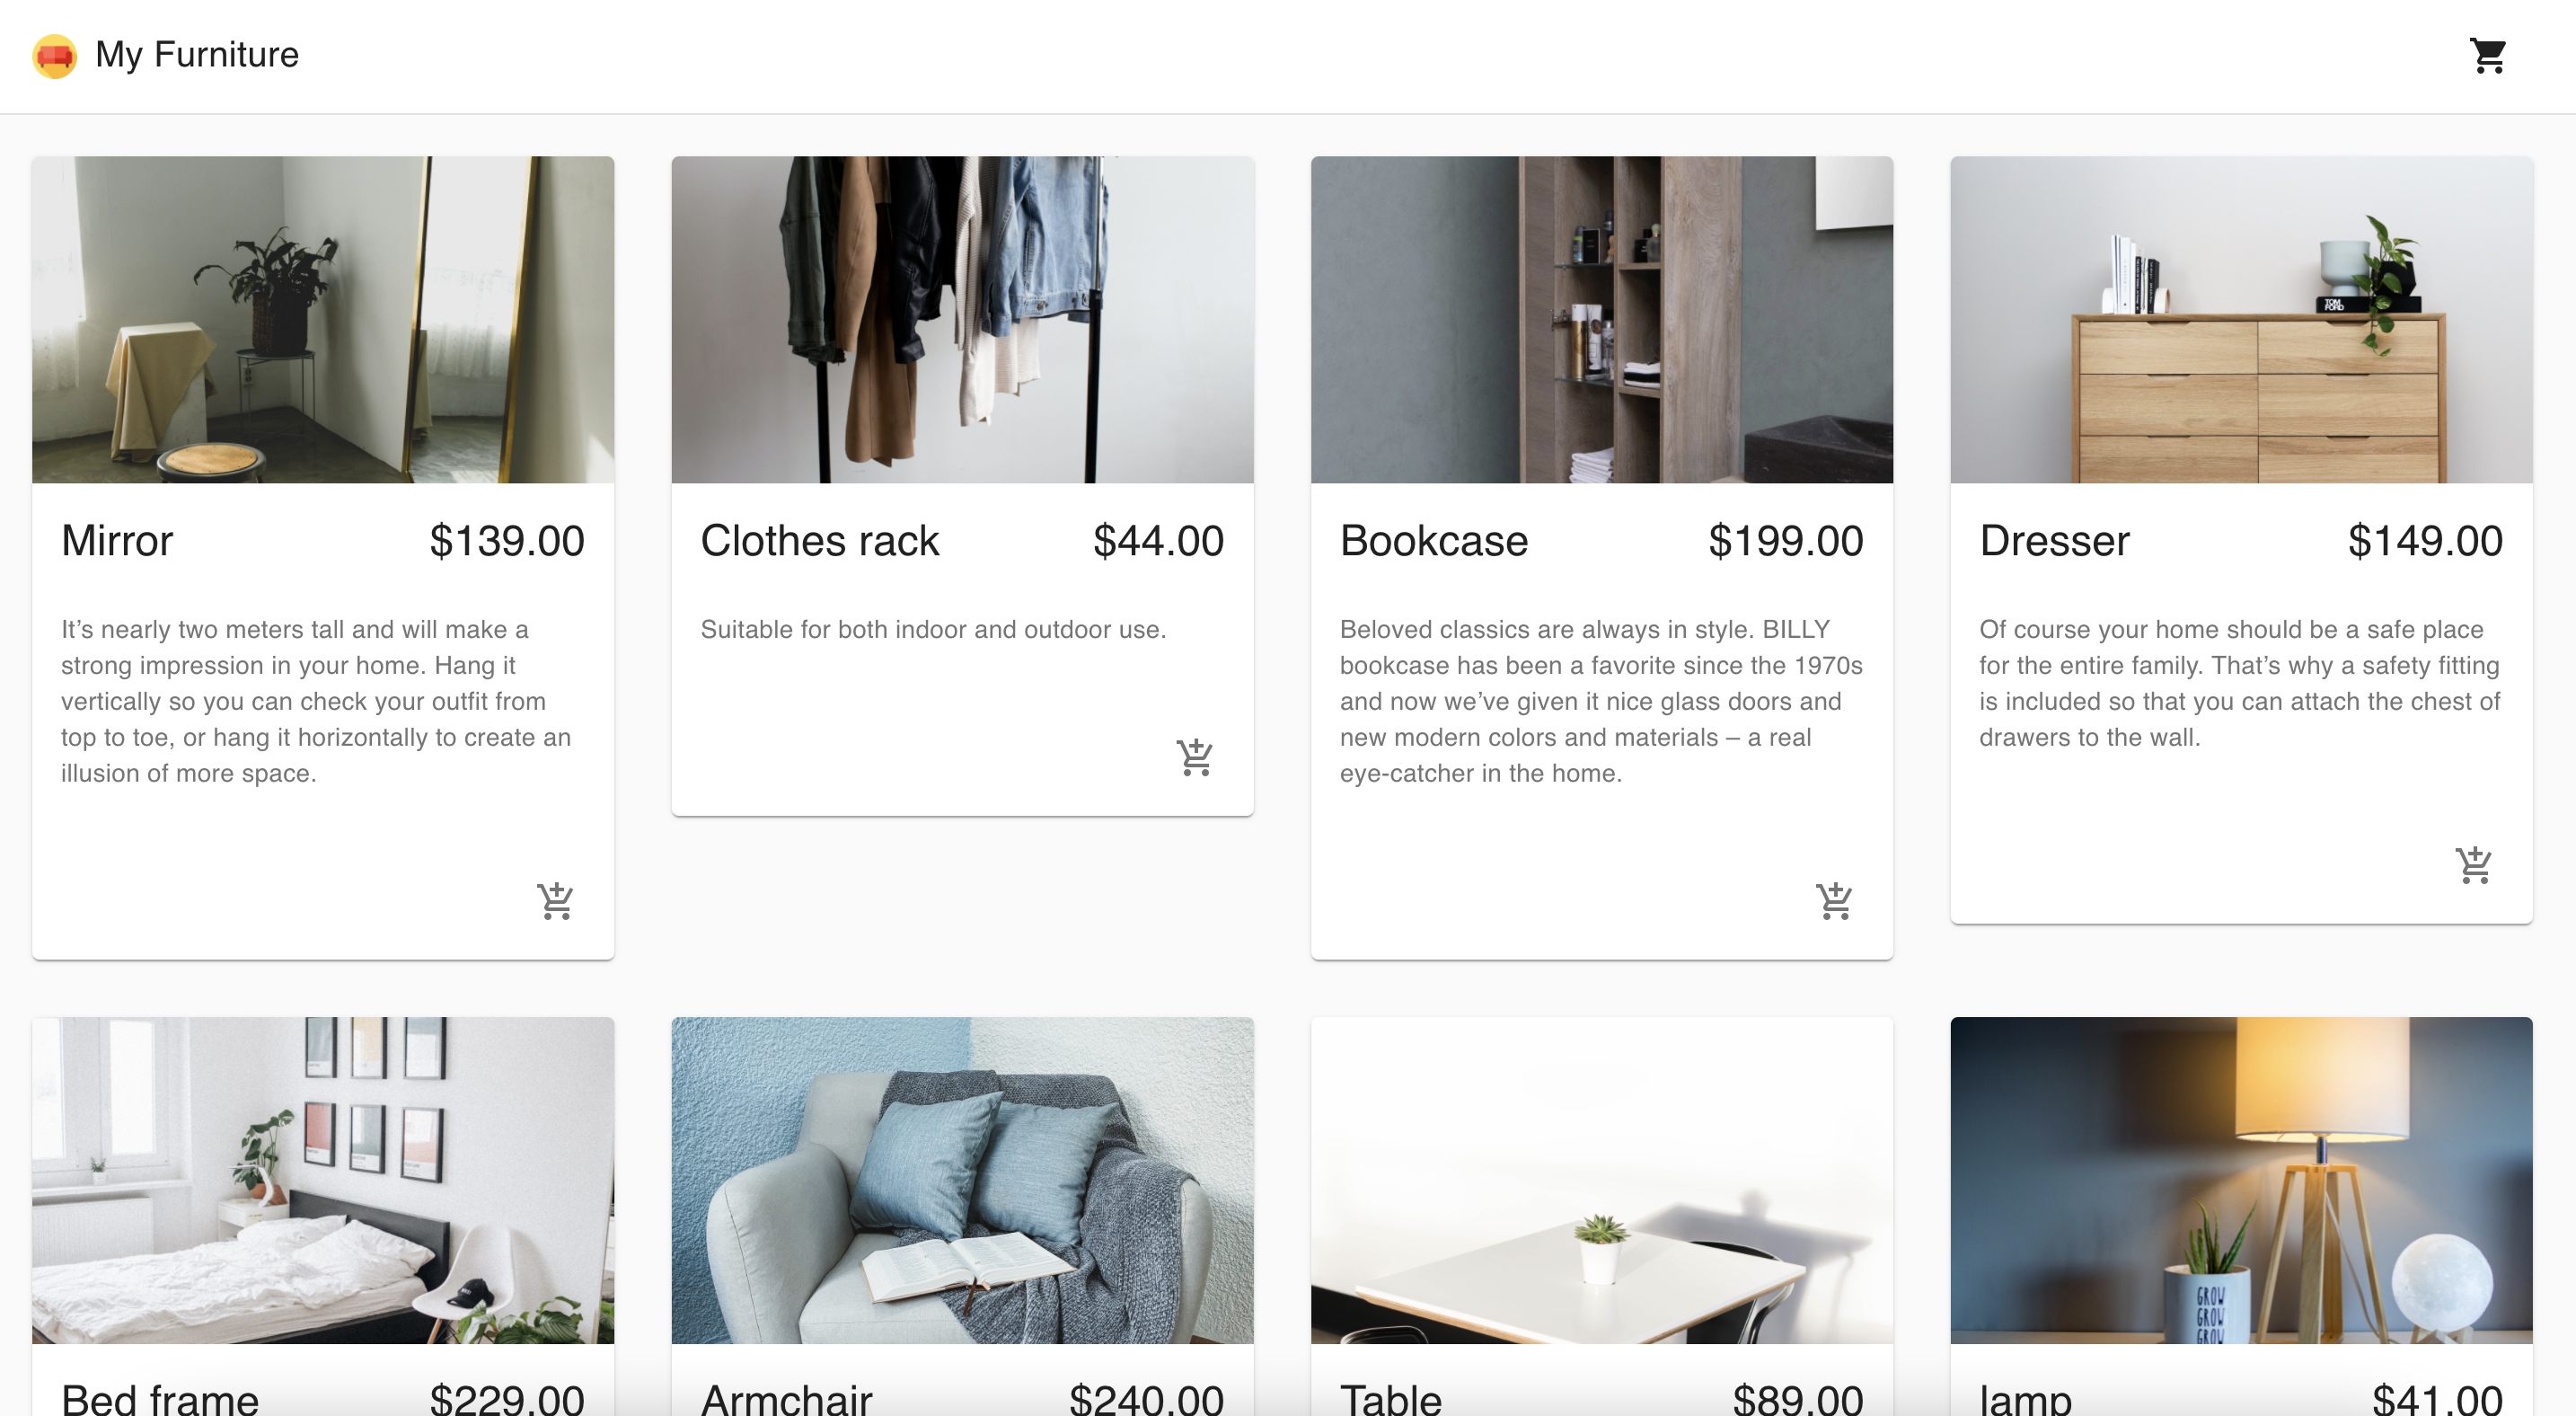 My Furniture
TOM
FORD
Mirror $139.00
It’s nearly two meters tall and will make a
strong impression in your home. Hang it
vertically so you can check your outfit from
top to toe, or hang it horizontally to create an
illusion of more space.
Clothes rack $44.00
Suitable for both indoor and outdoor use.
Bookcase $199.00
Beloved classics are always in style. BILLY
bookcase has been a favorite since the 1970s
and now we’ve given it nice glass doors and
new modern colors and materials – a real
eye-catcher in the home.
Dresser $149.00
Of course your home should be a safe place
for the entire family. That’s why a safety fitting
is included so that you can attach the chest of
drawers to the wall.
GROW
GROW
GROW
Bed frame $229.00
Armchair $240.00
Table $89.00
lamp $41.00